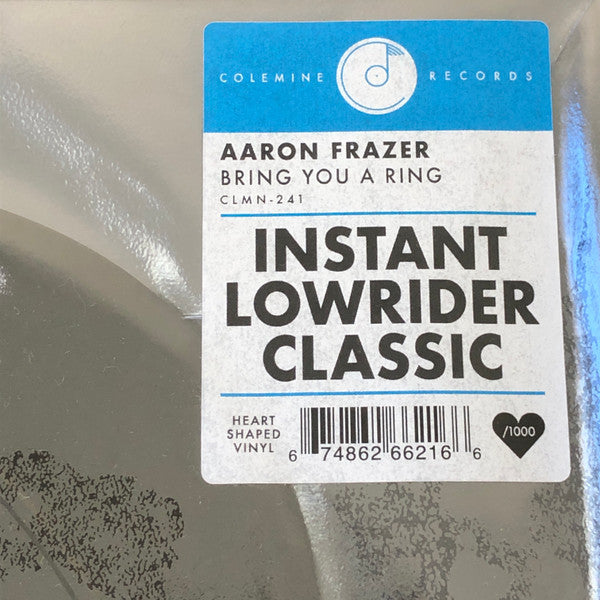 COLEMINE RECORDS
AARON FRAZER
BRING YOU A RING
CLMN-241
INSTANT
LOWRIDER
CLASSIC
HEART
SHAPED
VINYL
6 74862 66216 6
/1000